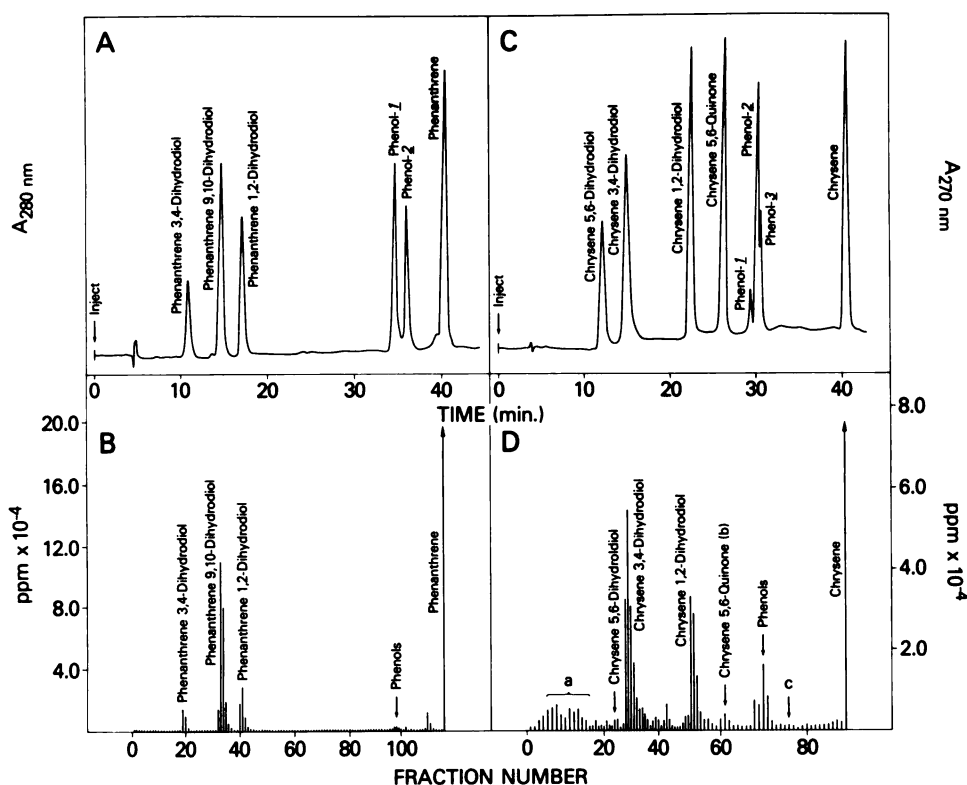 A
C
A280 nm
A270 nm
Inject
Phenanthrene 3,4-Dihydrodiol
Phenanthrene 9,10-Dihydrodiol
Phenanthrene 1,2-Dihydrodiol
Phenol-1
Phenol-2
Phenanthrene
Inject
Chrysene 5,6-Dihydrodiol
Chrysene 3,4-Dihydrodiol
Chrysene 1,2-Dihydrodiol
Chrysene 5,6-Quinone
Phenol-1
Phenol-2
Phenol-3
Chrysene
0 10 20 30 40
0 10 20 30 40
TIME (min.)
B
D
20.0
16.0
12.0
8.0
4.0
ppm x 10-4
8.0
6.0
4.0
2.0
ppm x 10-4
Phenanthrene 3,4-Dihydrodiol
Phenanthrene 9,10-Dihydrodiol
Phenanthrene 1,2-Dihydrodiol
Phenols
Phenanthrene
a
Chrysene 5,6-Dihydroldiol
Chrysene 3,4-Dihydrodiol
Chrysene 1,2-Dihydrodiol
Chrysene 5,6-Quinone (b)
Phenols
c
Chrysene
0 20 40 60 80 100
0 20 40 60 80
FRACTION NUMBER